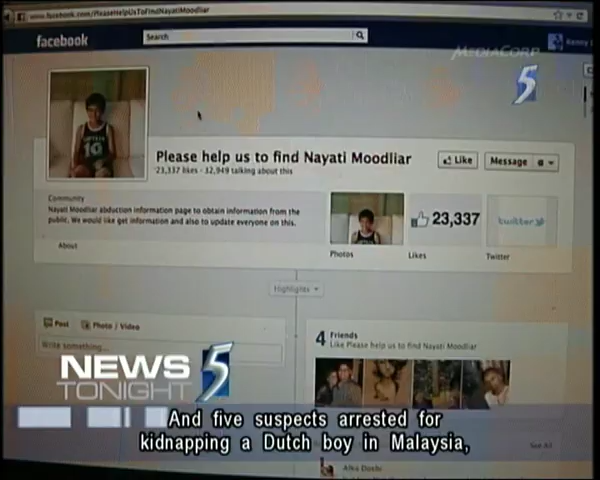 www.facebook.com/PleaseHelpUsToFindNayatiMoodliar
facebook
Search
Kenny
MEDIACORP
5
Please help us to find Nayati Moodliar
23,337 likes · 32,949 talking about this
Like
Message
Community
Nayati Moodliar abduction information page to obtain information from the
public. We would like get information and also to update everyone on this.
About
23,337
twitter
Photos
Likes
Twitter
Highlights
Post
Photo / Video
Write something...
4 Friends
Like Please help us to find Nayati Moodliar
NEWS 5
TONIGHT
And five suspects arrested for
kidnapping a Dutch boy in Malaysia,
See All